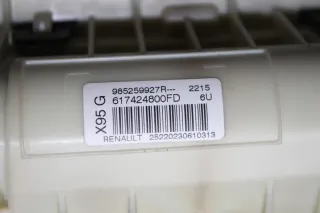 X95 G
985259927R--- 2215
617424800FD 6U
RENAULT 25220230610313